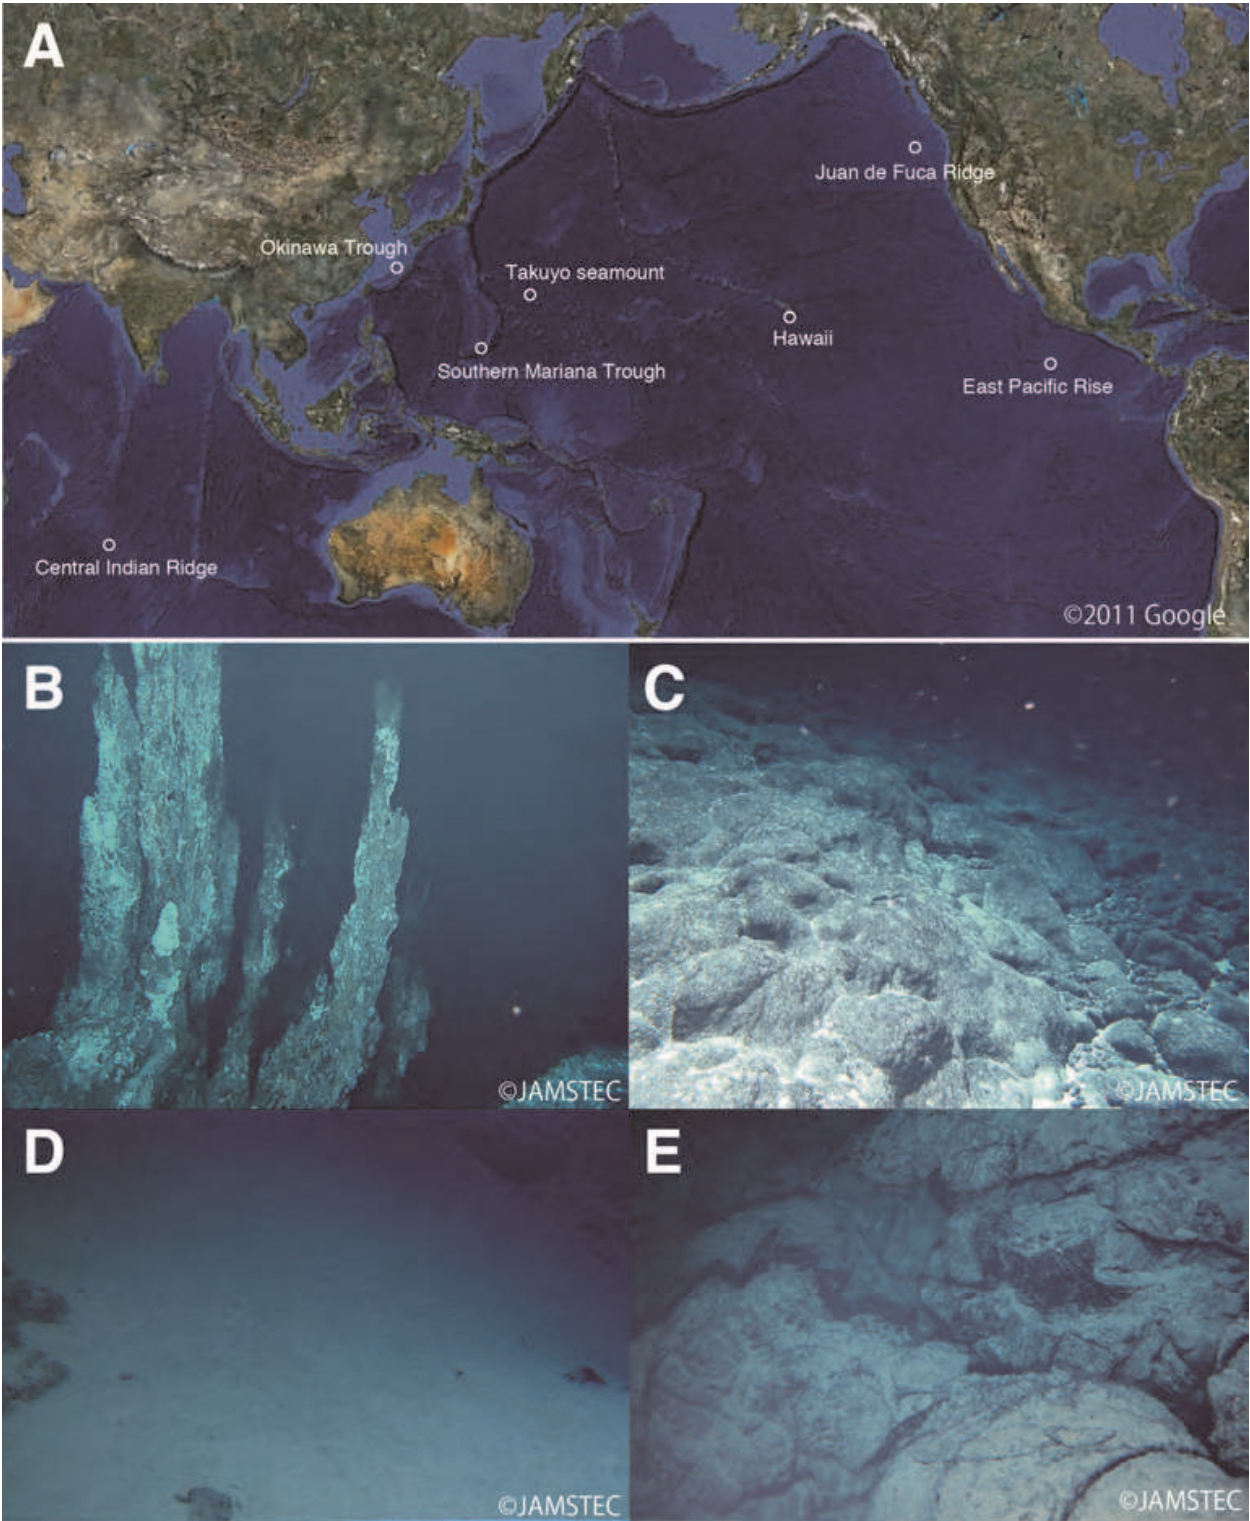 A
Juan de Fuca Ridge
Okinawa Trough
Takuyo seamount
Hawaii
Southern Mariana Trough
East Pacific Rise
Central Indian Ridge
©2011 Google
B
C
©JAMSTEC
©JAMSTEC
D
E
©JAMSTEC
©JAMSTEC